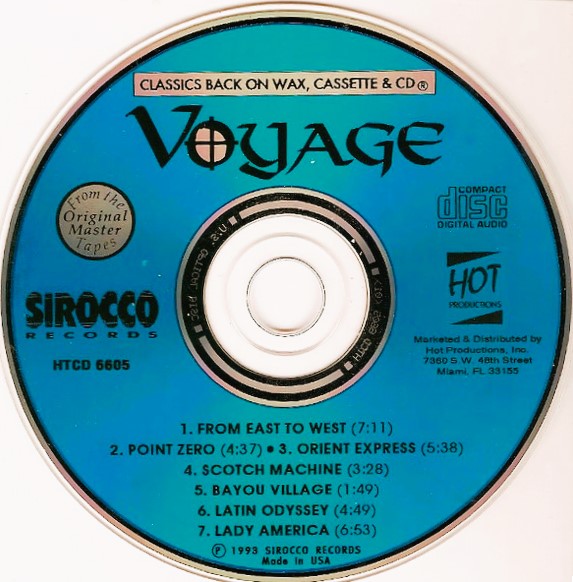 CLASSICS BACK ON WAX, CASSETTE & CD®
VOYAGE
From the
Original
Master
Tapes
COMPACT
disc
DIGITAL AUDIO
U.S. OPTICAL DISC
SIROCCO
RECORDS
HTCD 6605
HOT
PRODUCTIONS
Marketed & Distributed by
Hot Productions, Inc.
7360 S.W. 48th Street
Miami, FL 33155
HTCD 6605
1. FROM EAST TO WEST (7:11)
2. POINT ZERO (4:37) • 3. ORIENT EXPRESS (5:38)
4. SCOTCH MACHINE (3:28)
5. BAYOU VILLAGE (1:49)
6. LATIN ODYSSEY (4:49)
7. LADY AMERICA (6:53)
Ⓟ 1993 SIROCCO RECORDS
Made in USA